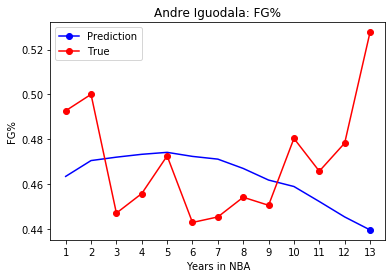 Andre Iguodala: FG%
Prediction
True
0.52
0.50
0.48
0.46
0.44
FG%
1 2 3 4 5 6 7 8 9 10 11 12 13
Years in NBA